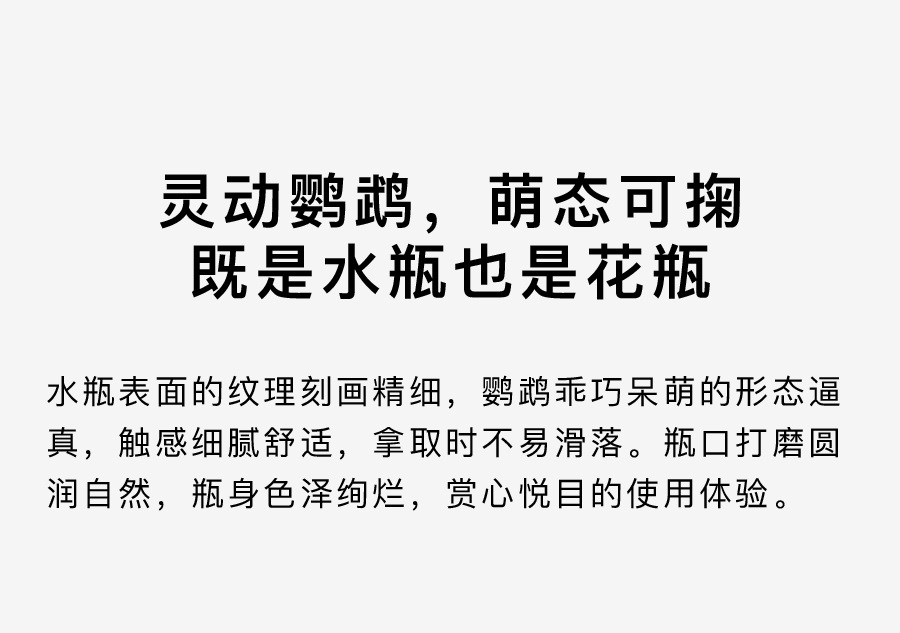 灵动鹦鹉，萌态可掬
既是水瓶也是花瓶
水瓶表面的纹理刻画精细，鹦鹉乖巧呆萌的形态逼
真，触感细腻舒适，拿取时不易滑落。瓶口打磨圆
润自然，瓶身色泽绚烂，赏心悦目的使用体验。